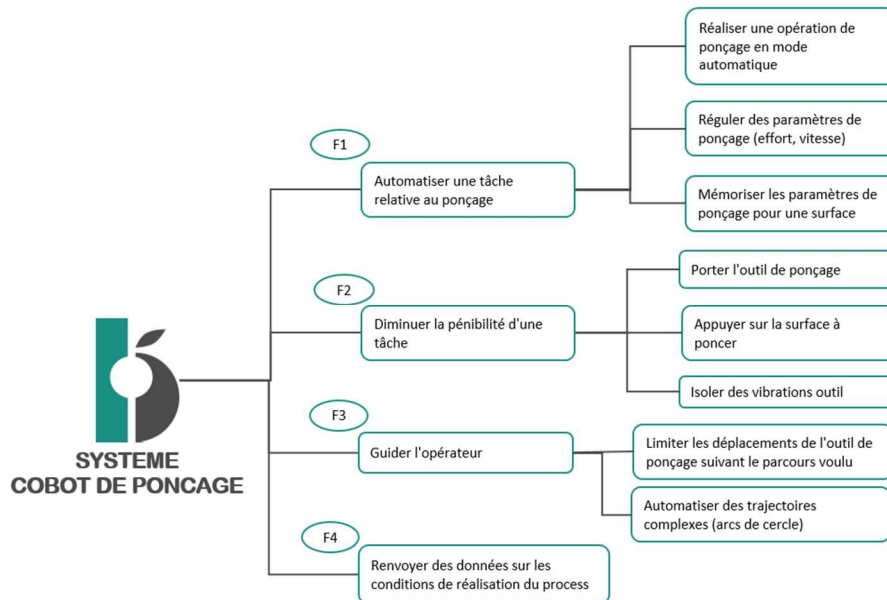 Réaliser une opération de
ponçage en mode
automatique
Réguler des paramètres de
ponçage (effort, vitesse)
F1
Automatiser une tâche
relative au ponçage
Mémoriser les paramètres de
ponçage pour une surface
Porter l'outil de ponçage
F2
Diminuer la pénibilité d'une
tâche
Appuyer sur la surface à
poncer
Isoler des vibrations outil
F3
Guider l'opérateur
Limiter les déplacements de l'outil de
ponçage suivant le parcours voulu
SYSTEME
COBOT DE PONCAGE
Automatiser des trajectoires
complexes (arcs de cercle)
F4
Renvoyer des données sur les
conditions de réalisation du process